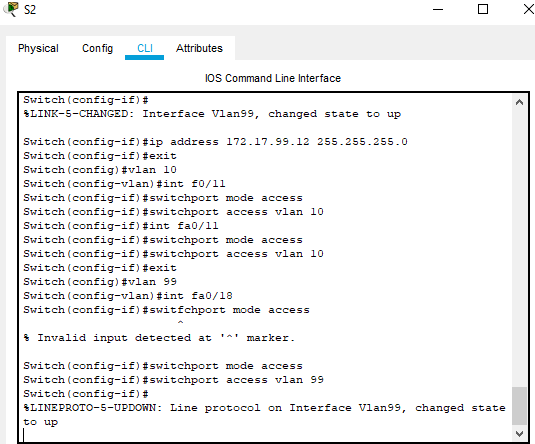 S2
Physical Config CLI Attributes
IOS Command Line Interface
Switch(config-if)#
%LINK-5-CHANGED: Interface Vlan99, changed state to up
Switch(config-if)#ip address 172.17.99.12 255.255.255.0
Switch(config-if)#exit
Switch(config)#vlan 10
Switch(config-vlan)#int f0/11
Switch(config-if)#switchport mode access
Switch(config-if)#switchport access vlan 10
Switch(config-if)#int fa0/11
Switch(config-if)#switchport mode access
Switch(config-if)#switchport access vlan 10
Switch(config-if)#exit
Switch(config)#vlan 99
Switch(config-vlan)#int fa0/18
Switch(config-if)#switfchport mode access
^
% Invalid input detected at '^' marker.
Switch(config-if)#switchport mode access
Switch(config-if)#switchport access vlan 99
Switch(config-if)#
%LINEPROTO-5-UPDOWN: Line protocol on Interface Vlan99, changed state
to up